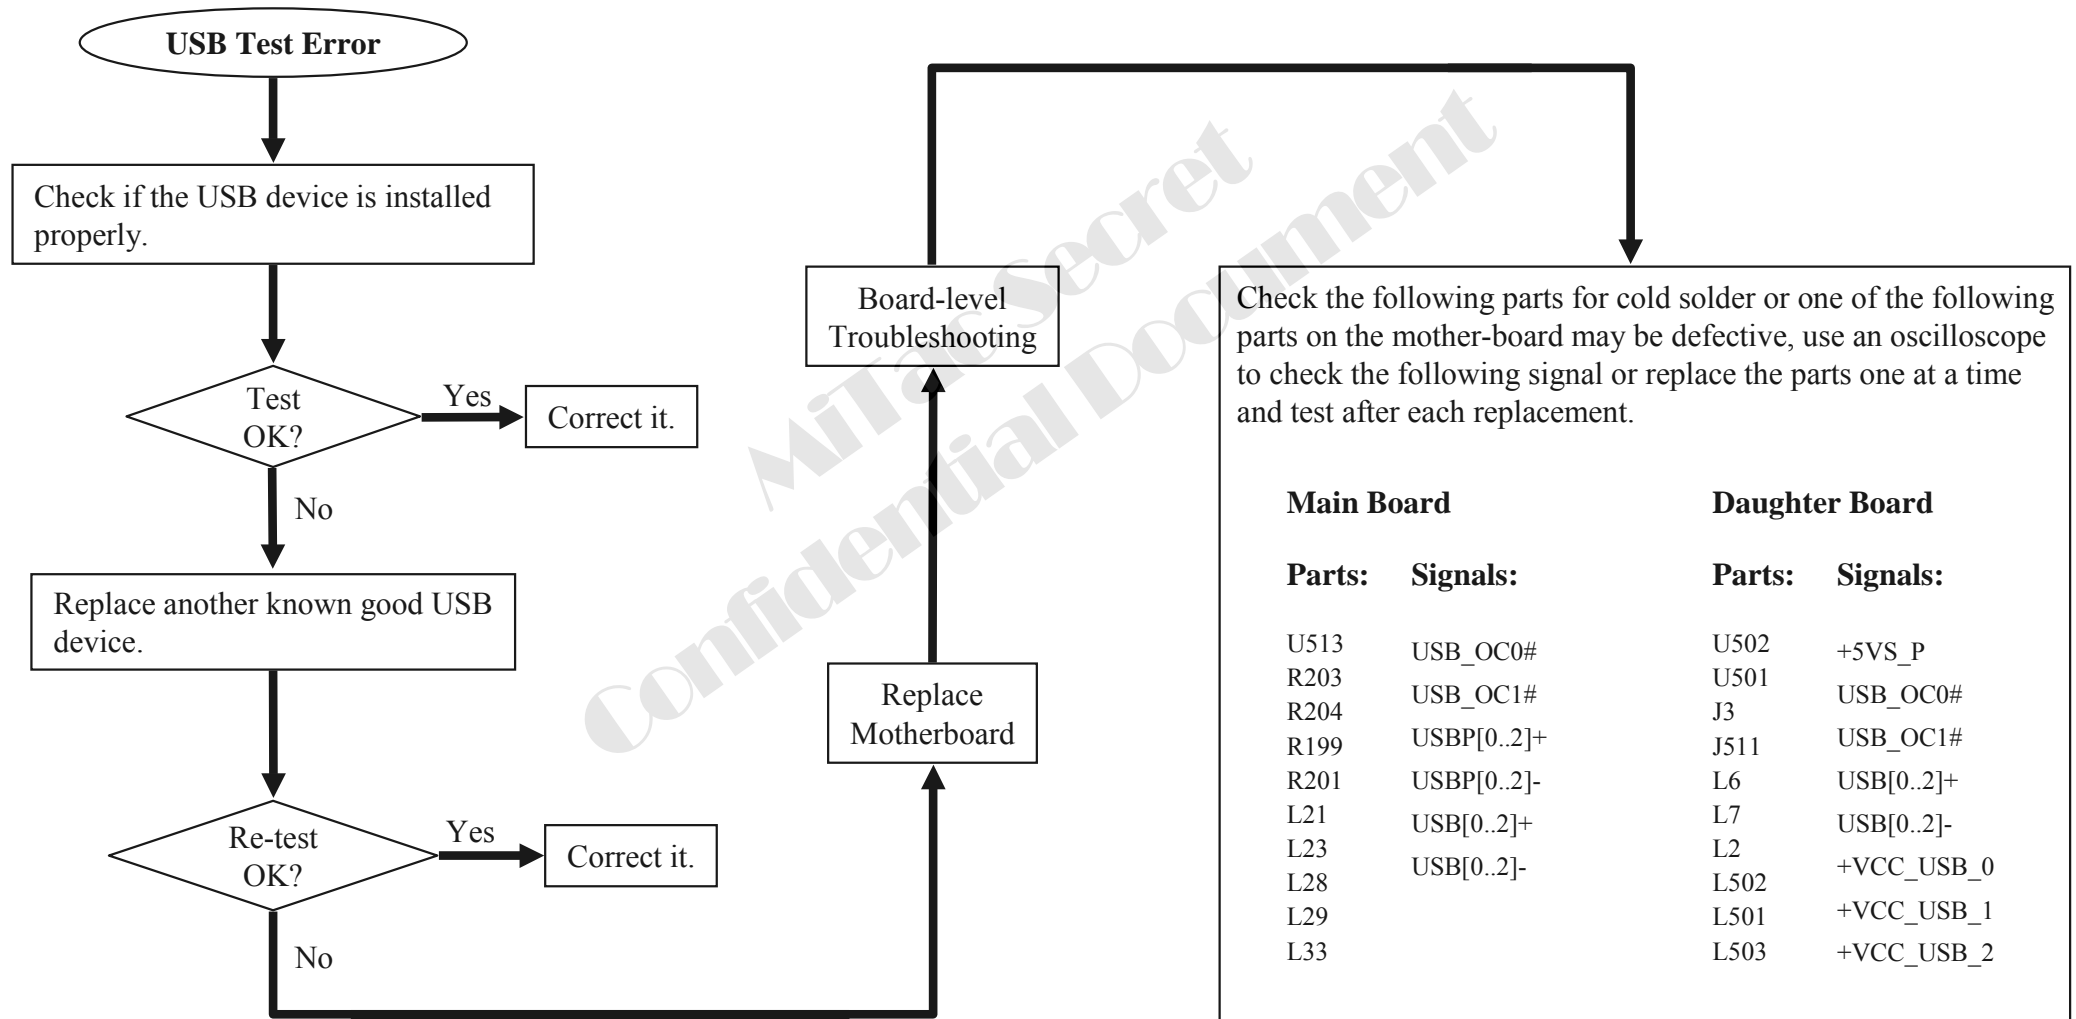 USB Test Error
Check if the USB device is installed
properly.
Test
OK?
Yes
Correct it.
No
Replace another known good USB
device.
Re-test
OK?
Yes
Correct it.
No
Replace
Motherboard
Board-level
Troubleshooting
Check the following parts for cold solder or one of the following
parts on the mother-board may be defective, use an oscilloscope
to check the following signal or replace the parts one at a time
and test after each replacement.
Main Board
Parts:
U513
R203
R204
R199
R201
L21
L23
L28
L29
L33
Signals:
USB_OC0#
USB_OC1#
USBP[0..2]+
USBP[0..2]-
USB[0..2]+
USB[0..2]-
Daughter Board
Parts:
U502
U501
J3
J511
L6
L7
L2
L502
L501
L503
Signals:
+5VS_P
USB_OC0#
USB_OC1#
USB[0..2]+
USB[0..2]-
+VCC_USB_0
+VCC_USB_1
+VCC_USB_2
MiTac Secret
Confidential Document